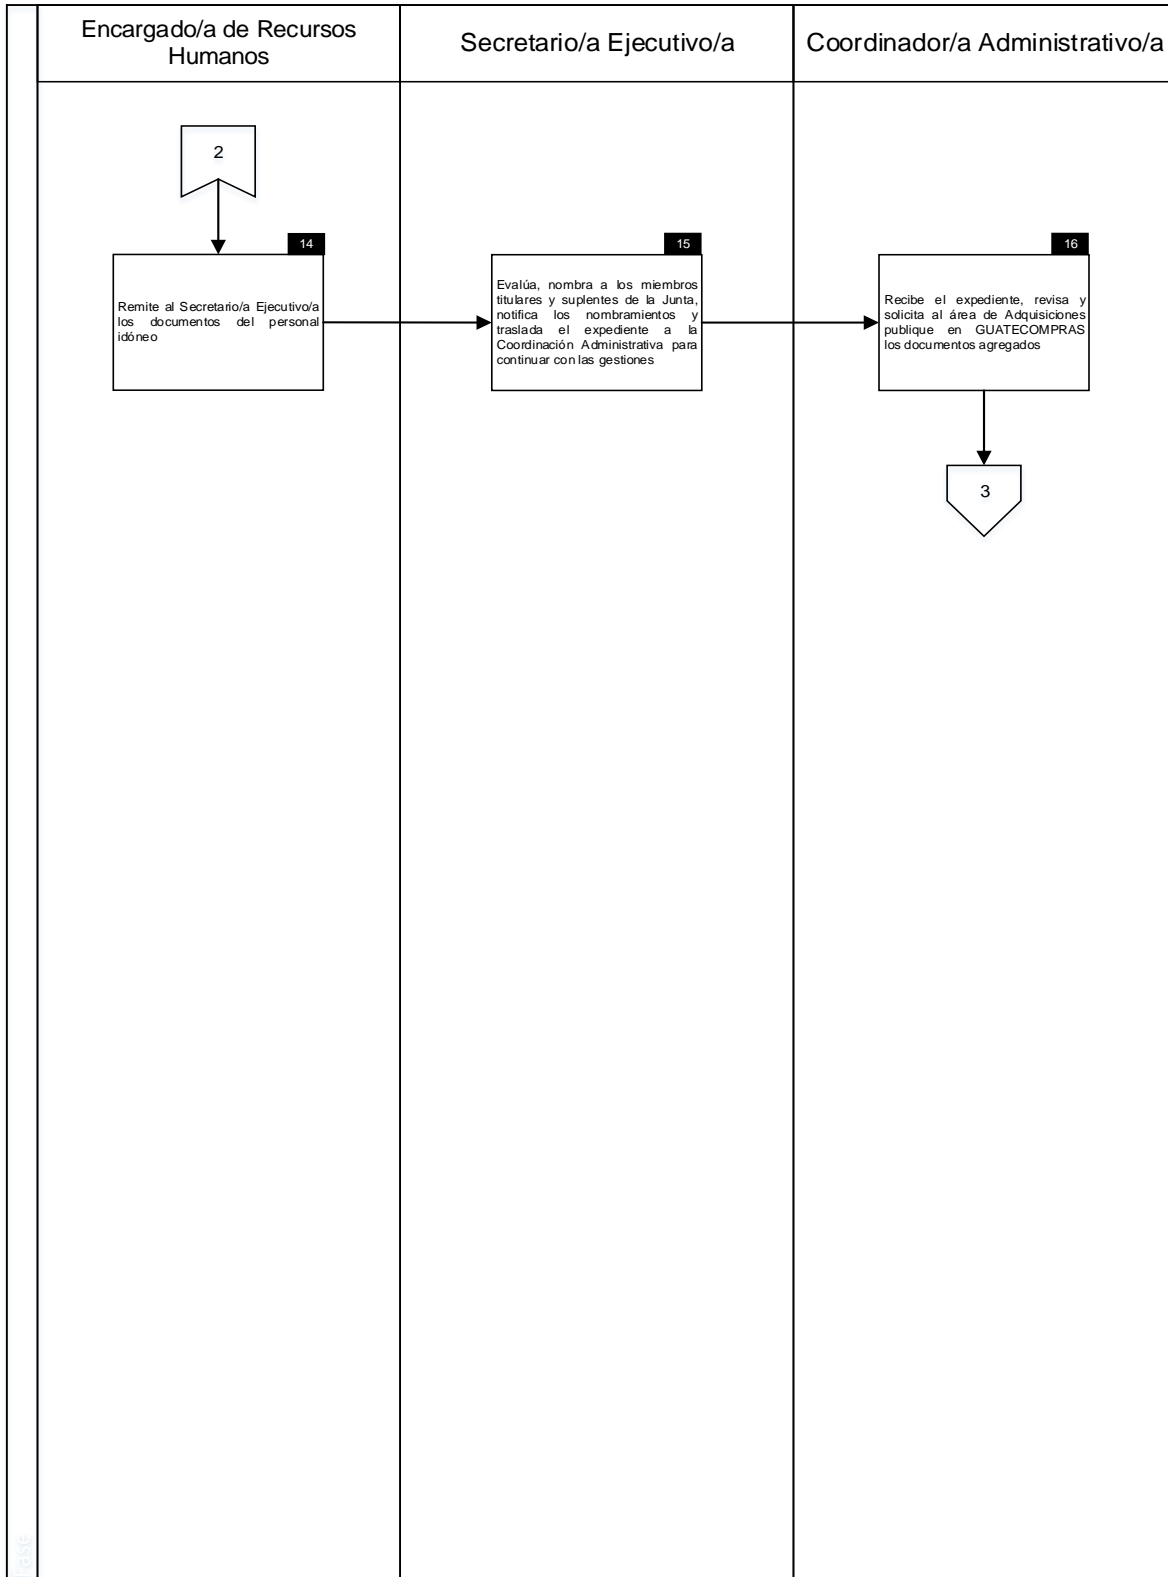 Encargado/a de Recursos
Humanos
Secretario/a Ejecutivo/a
Coordinador/a Administrativo/a
2
14
Remite al Secretario/a Ejecutivo/a
los documentos del personal
idóneo
15
Evalúa, nombra a los miembros
titulares y suplentes de la Junta,
notifica los nombramientos y
traslada el expediente a la
Coordinación Administrativa para
continuar con las gestiones
16
Recibe el expediente, revisa y
solicita al área de Adquisiciones
publique en GUATECOMPRAS
los documentos agregados
3
Fase